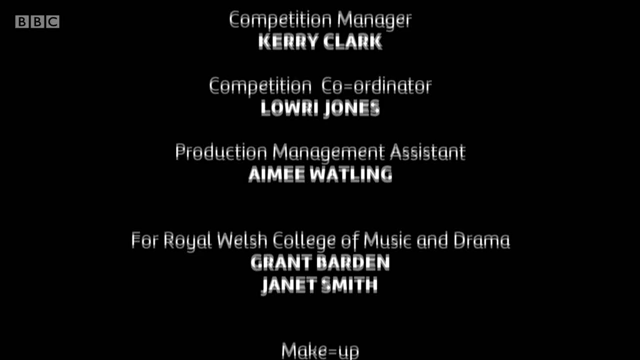 BBC
Competition Manager
KERRY CLARK
Competition Co-ordinator
LOWRI JONES
Production Management Assistant
AIMEE WATLING
For Royal Welsh College of Music and Drama
GRANT BARDEN
JANET SMITH
Make-up